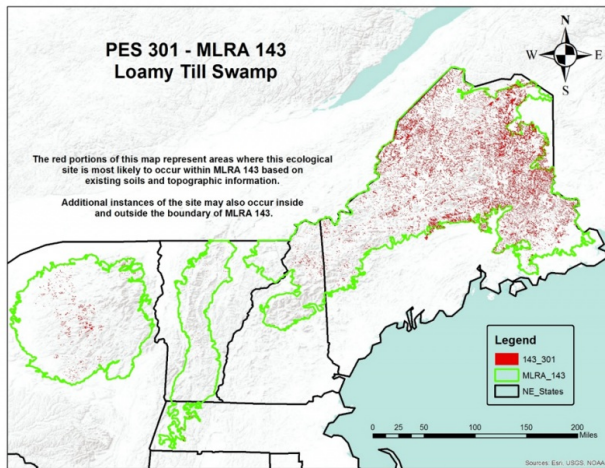 PES 301 - MLRA 143
Loamy Till Swamp
N
W
E
S
The red portions of this map represent areas where this ecological
site is most likely to occur within MLRA 143 based on
existing soils and topographic information.
Additional instances of the site may also occur inside
and outside the boundary of MLRA 143.
Legend
143_301
MLRA_143
NE_States
0 25 50 100 150 200
Miles
Sources: Esri, USGS, NOAA